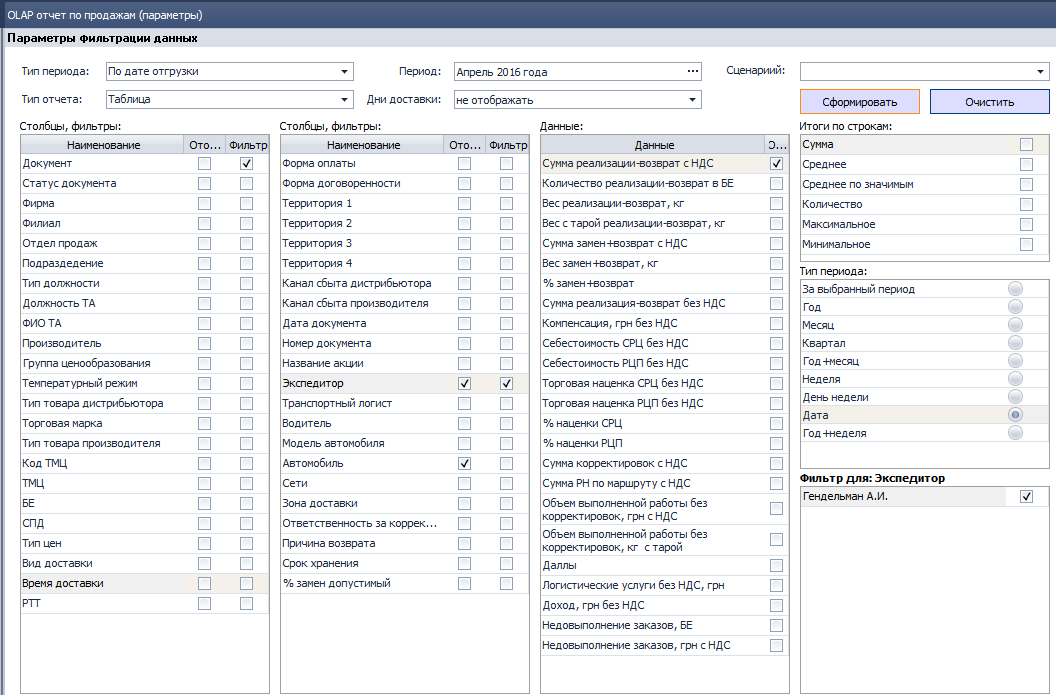 OLAP отчет по продажам (параметры)
Параметры фильтрации данных
Тип периода: По дате отгрузки Период: Апрель 2016 года ... Сценариий:
Тип отчета: Таблица Дни доставки: не отображать Сформировать Очистить
Столбцы, фильтры:
Наименование Ото... Фильтр
Документ
Статус документа
Фирма
Филиал
Отдел продаж
Подраздедение
Тип должности
Должность ТА
ФИО ТА
Производитель
Группа ценообразования
Температурный режим
Тип товара дистрибьютора
Торговая марка
Тип товара производителя
Код ТМЦ
ТМЦ
БЕ
СПД
Тип цен
Вид доставки
Время доставки
РТТ
Столбцы, фильтры:
Наименование Ото... Фильтр
Форма оплаты
Форма договоренности
Территория 1
Территория 2
Территория 3
Территория 4
Канал сбыта дистрибьютора
Канал сбыта производителя
Дата документа
Номер документа
Название акции
Экспедитор
Транспортный логист
Водитель
Модель автомобиля
Автомобиль
Сети
Зона доставки
Ответственность за коррек...
Причина возврата
Срок хранения
% замен допустимый
Данные:
Данные О...
Сумма реализации-возврат с НДС
Количество реализации-возврат в БЕ
Вес реализации-возврат, кг
Вес с тарой реализации-возврат, кг
Сумма замен+возврат с НДС
Вес замен+возврат, кг
% замен+возврат
Сумма реализация-возврат без НДС
Компенсация, грн без НДС
Себестоимость СРЦ без НДС
Себестоимость РЦП без НДС
Торговая наценка СРЦ без НДС
Торговая наценка РЦП без НДС
% наценки СРЦ
% наценки РЦП
Сумма корректировок с НДС
Сумма РН по маршруту с НДС
Объем выполненной работы без
корректировок, грн с НДС
Объем выполненной работы без
корректировок, кг с тарой
Даллы
Логистические услуги без НДС, грн
Доход, грн без НДС
Недовыполнение заказов, БЕ
Недовыполнение заказов, грн с НДС
Итоги по строкам:
Сумма
Среднее
Среднее по значимым
Количество
Максимальное
Минимальное
Тип периода:
За выбранный период
Год
Месяц
Квартал
Год+месяц
Неделя
День недели
Дата
Год+неделя
Фильтр для: Экспедитор
Гендельман А.И.